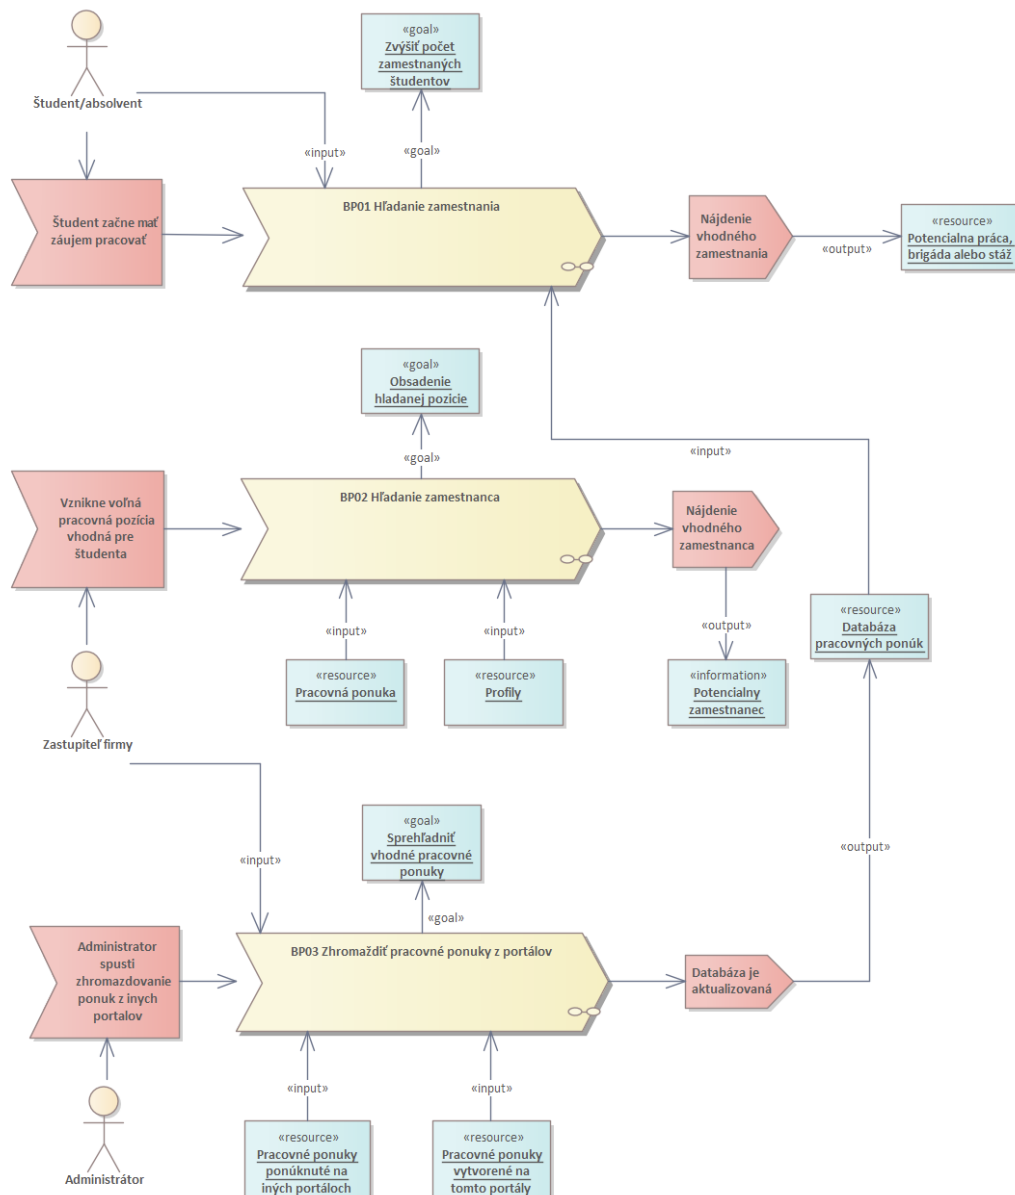 «goal»
Zvýšiť počet
zamestnaných
študentov
Študent/absolvent
«input»
«goal»
Študent začne mať
záujem pracovať
BP01 Hľadanie zamestnania
Nájdenie
vhodného
zamestnania
«output»
«resource»
Potencialna práca,
brigáda alebo stáž
«goal»
Obsadenie
hladanej pozicie
«goal»
«input»
Vznikne voľná
pracovná pozícia
vhodná pre
študenta
BP02 Hľadanie zamestnanca
Nájdenie
vhodného
zamestnanca
«input»
«input»
«output»
«resource»
Databáza
pracovných ponúk
«resource»
Pracovná ponuka
«resource»
Profily
«information»
Potencialny
zamestnanec
Zastupiteľ firmy
«goal»
Sprehľadniť
vhodné pracovné
ponuky
«input»
«output»
«goal»
Administrator
spusti
zhromazdovanie
ponuk z iných
portalov
BP03 Zhromaždiť pracovné ponuky z portálov
Databáza je
aktualizovaná
«input»
«input»
Administrátor
«resource»
Pracovné ponuky
ponúknuté na
iných portáloch
«resource»
Pracovné ponuky
vytvorené na
tomto portály